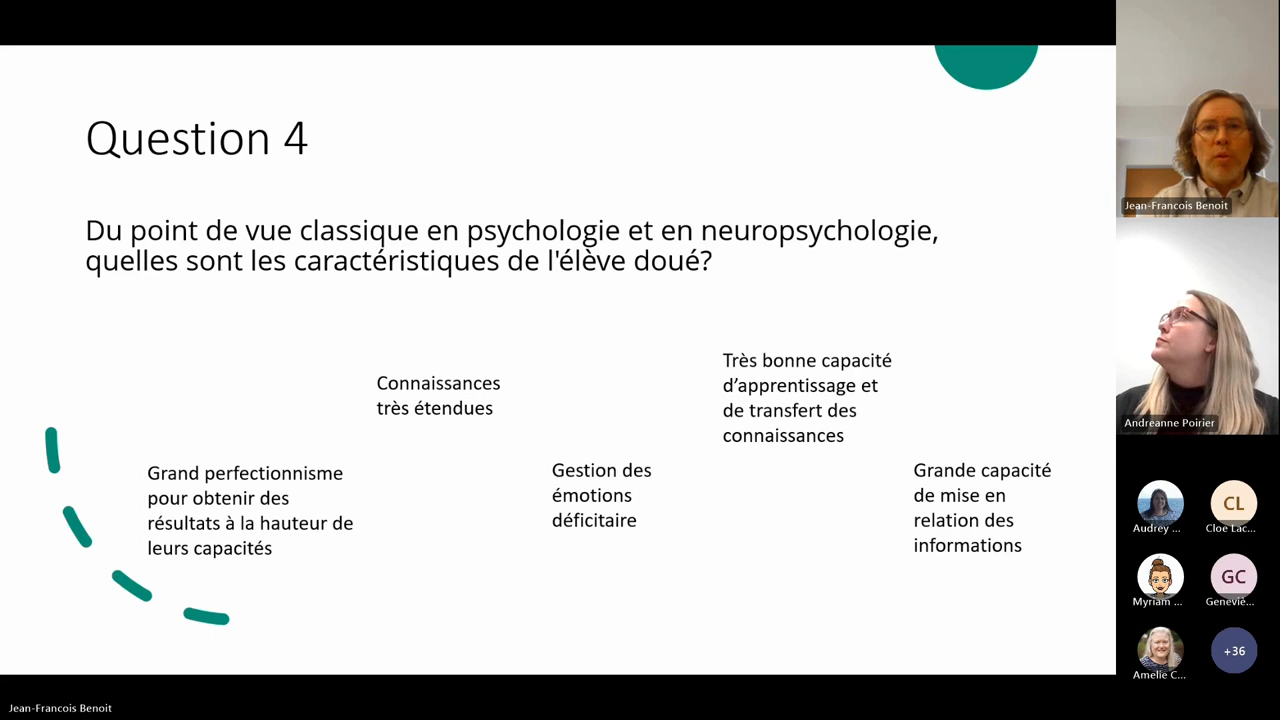 Question 4
Du point de vue classique en psychologie et en neuropsychologie,
quelles sont les caractéristiques de l'élève doué?
Connaissances
très étendues
Très bonne capacité
d’apprentissage et
de transfert des
connaissances
Grand perfectionnisme
pour obtenir des
résultats à la hauteur de
leurs capacités
Gestion des
émotions
déficitaire
Grande capacité
de mise en
relation des
informations
Jean-Francois Benoit
Andreanne Poirier
Audrey ...
CL
Cloe Lac...
Myriam ...
GC
Geneviè...
Amelie C...
+36
Jean-Francois Benoit